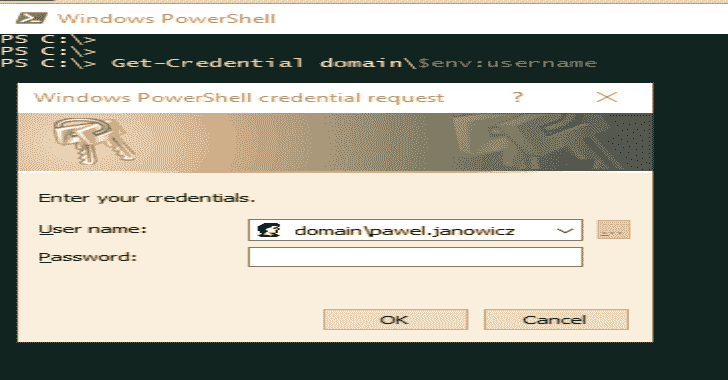 Windows PowerShell
PS C:\>
PS C:\>
PS C:\> Get-Credential domain\$env:username
Windows PowerShell credential request ?
Enter your credentials.
User name: domain\pawel.janowicz ...
Password:
OK Cancel